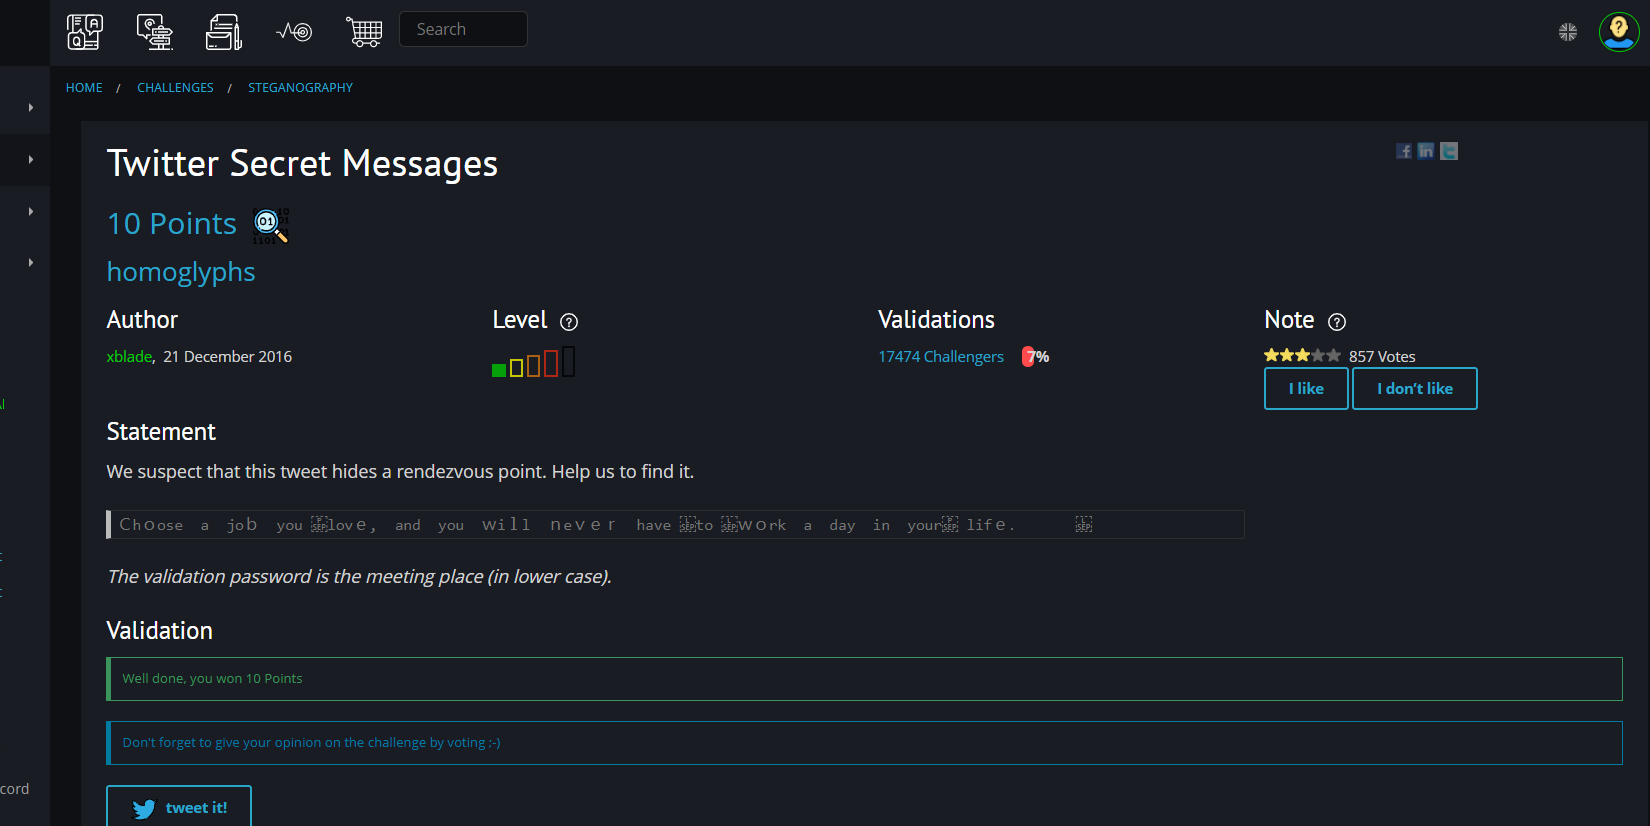 Search
HOME / CHALLENGES / STEGANOGRAPHY
Twitter Secret Messages
10 Points
homoglyphs
Author
xblade, 21 December 2016
Level
Validations
17474 Challengers 7%
Note
857 Votes
I like
I don't like
Statement
We suspect that this tweet hides a rendezvous point. Help us to find it.
Choose a job you love, and you will never have to work a day in your life.
The validation password is the meeting place (in lower case).
Validation
Well done, you won 10 Points
Don't forget to give your opinion on the challenge by voting ;-)
tweet it!
cord